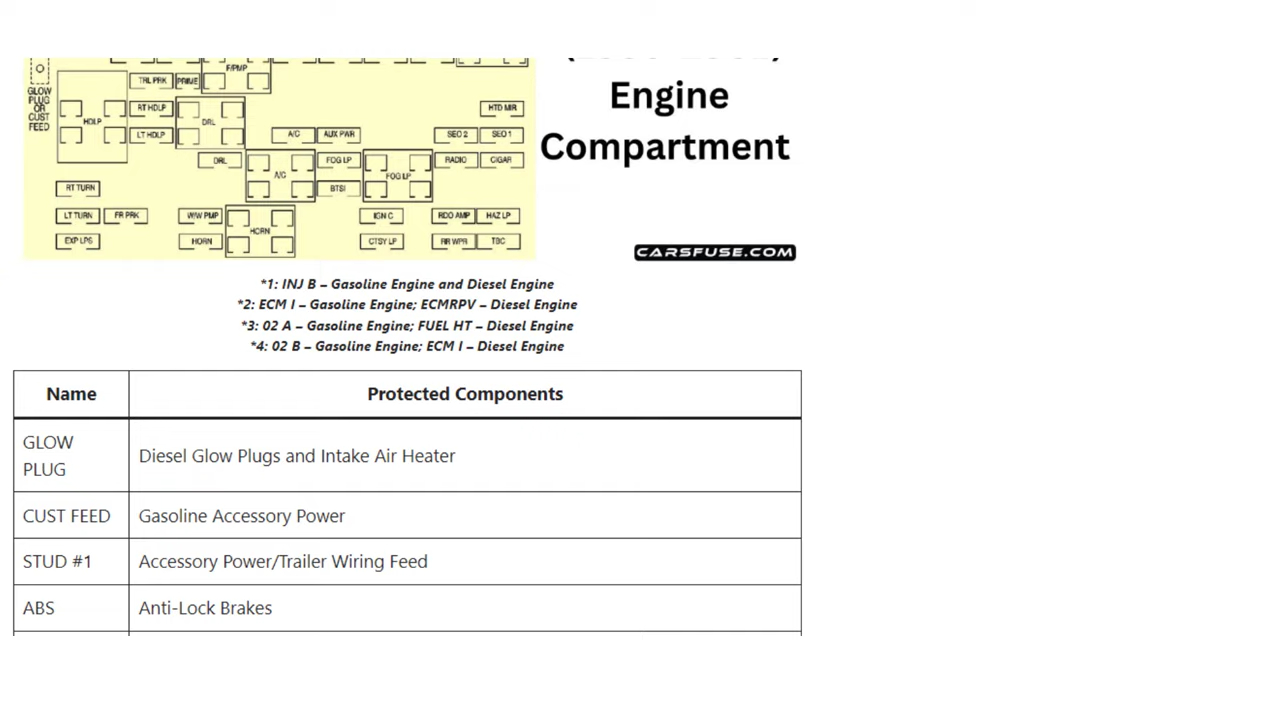 F/PMP
TRL PRK PRIME
GLOW
PLUG
OR
CUST
FEED
RT HDLP
HTD MIR
HDLP
DRL
LT HDLP
A/C AUX PWR SEO 2 SEO 1
DRL FOG LP RADIO CIGAR
A/C
FOG LP
RT TURN
BTSI
LT TURN FR PRK W/W PMP IGN C RDO AMP HAZ LP
HORN
EXP LPS HORN CTSY LP RR WPR TBC
Engine
Compartment
CARSFUSE.COM
*1: INJ B – Gasoline Engine and Diesel Engine
*2: ECM I – Gasoline Engine; ECMRPV – Diesel Engine
*3: 02 A – Gasoline Engine; FUEL HT – Diesel Engine
*4: 02 B – Gasoline Engine; ECM I – Diesel Engine
Name Protected Components
GLOW
PLUG
Diesel Glow Plugs and Intake Air Heater
CUST FEED Gasoline Accessory Power
STUD #1 Accessory Power/Trailer Wiring Feed
ABS Anti-Lock Brakes